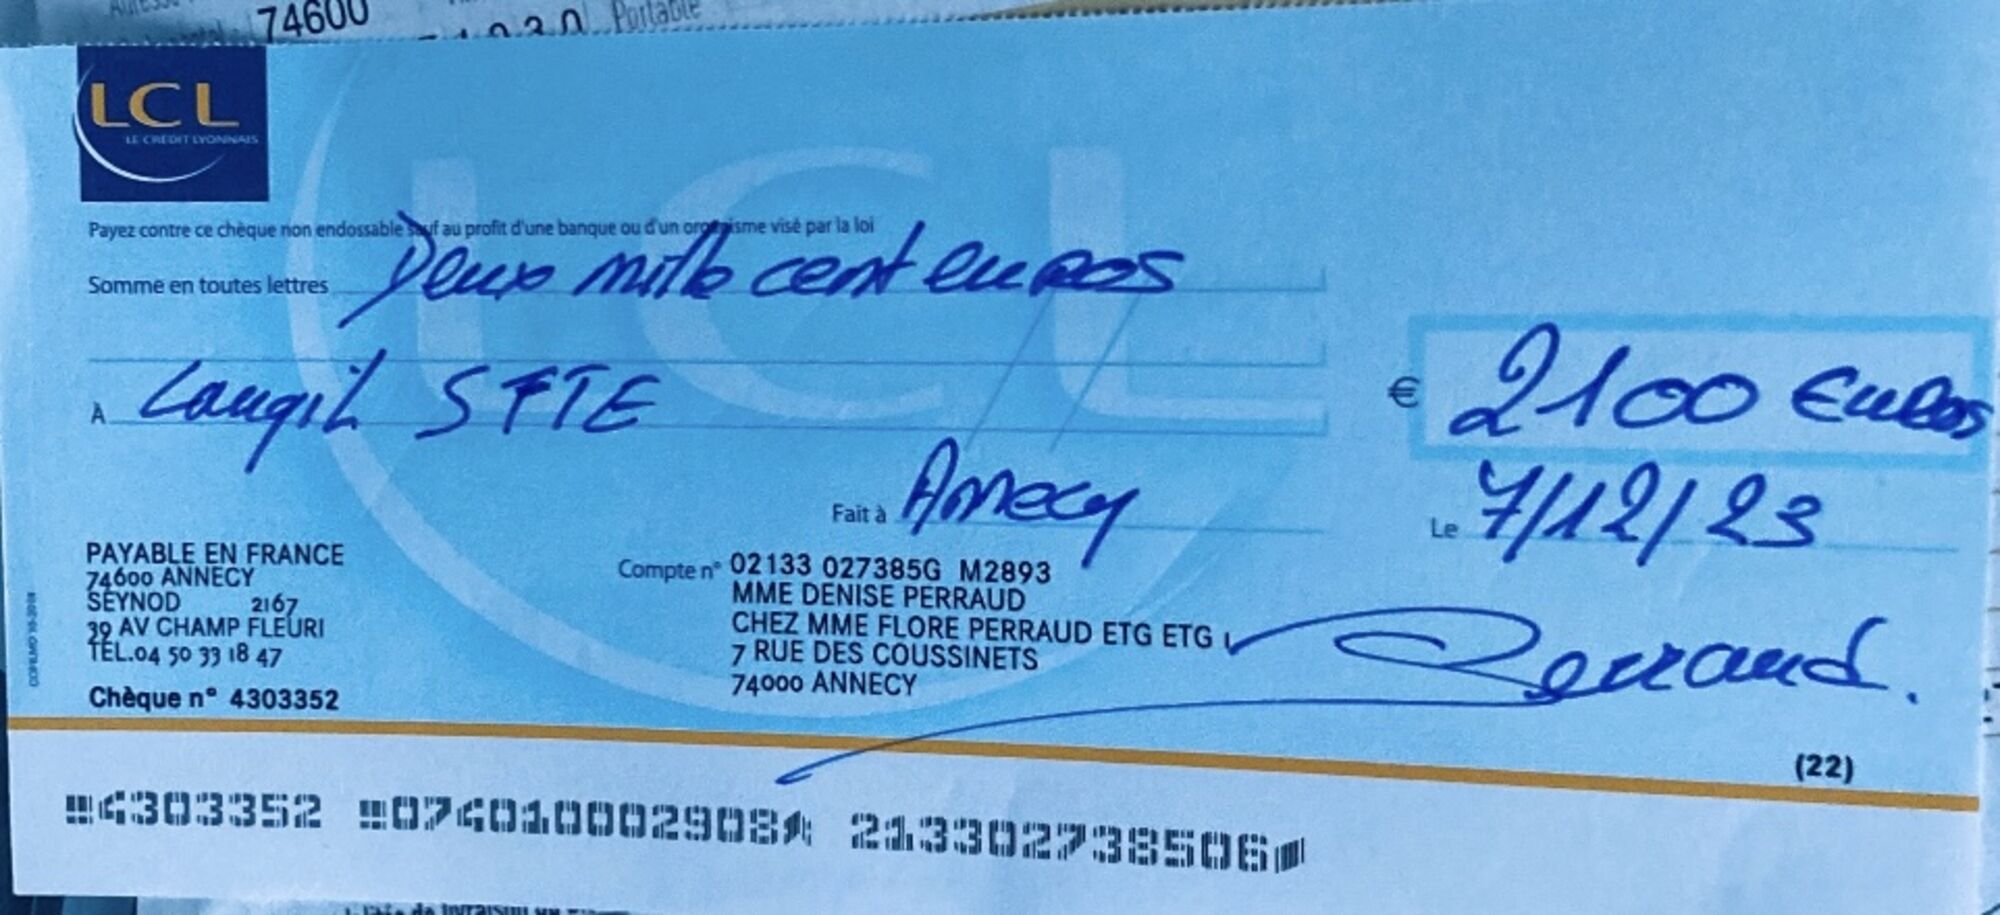 74600
Portable
LCL
LE CREDIT LYONNAIS
Payez contre ce chèque non endossable sauf au profit d'une banque ou d'un organisme visé par la loi
Somme en toutes lettres Deux mille cent euros
À Laugil STTE
€ 2100 Euros
Fait à Annecy
Le 7/12/23
PAYABLE EN FRANCE
74600 ANNECY
SEYNOD 2167
39 AV CHAMP FLEURI
TEL.04 50 33 18 47
Chèque n° 4303352
Compte n° 02133 027385G M2893
MME DENISE PERRAUD
CHEZ MME FLORE PERRAUD ETG ETG 1
7 RUE DES COUSSINETS
74000 ANNECY
Perraud.
(22)
4303352 074010002908 213302738506